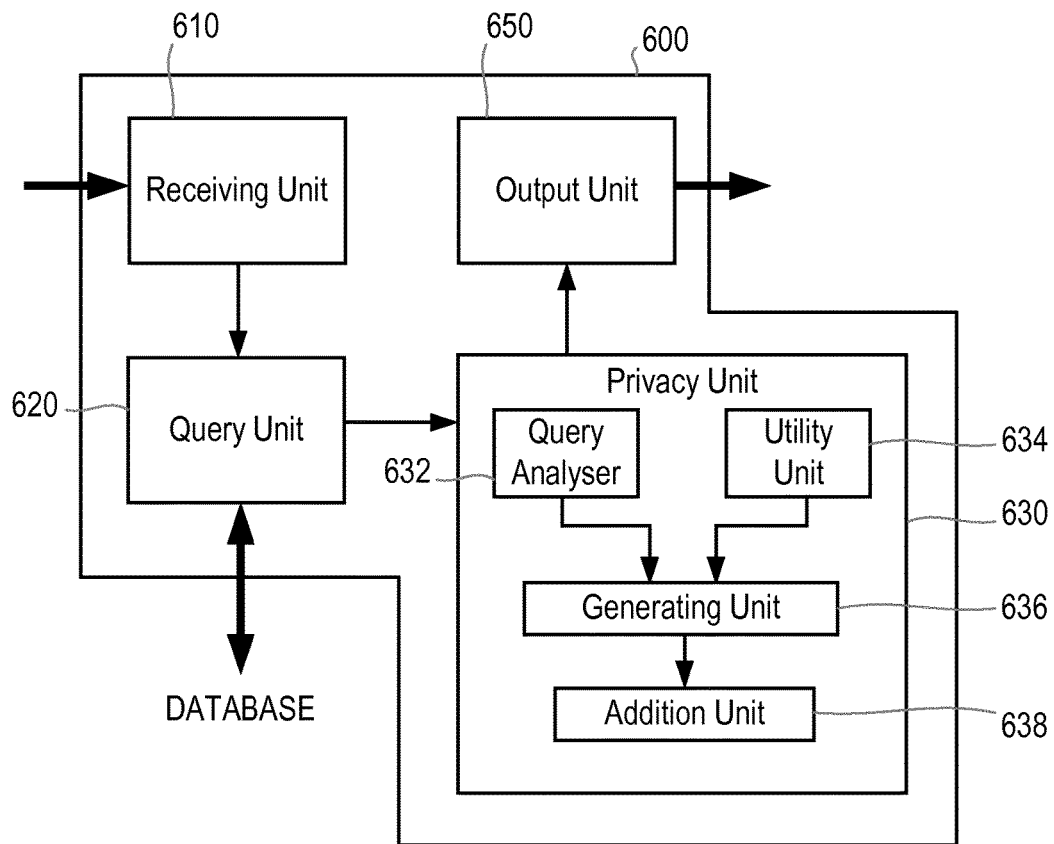 610
650
600
Receiving Unit
Output Unit
620
Query Unit
Privacy Unit
Query
Analyser
632
Utility
Unit
634
630
Generating Unit
636
Addition Unit
638
DATABASE